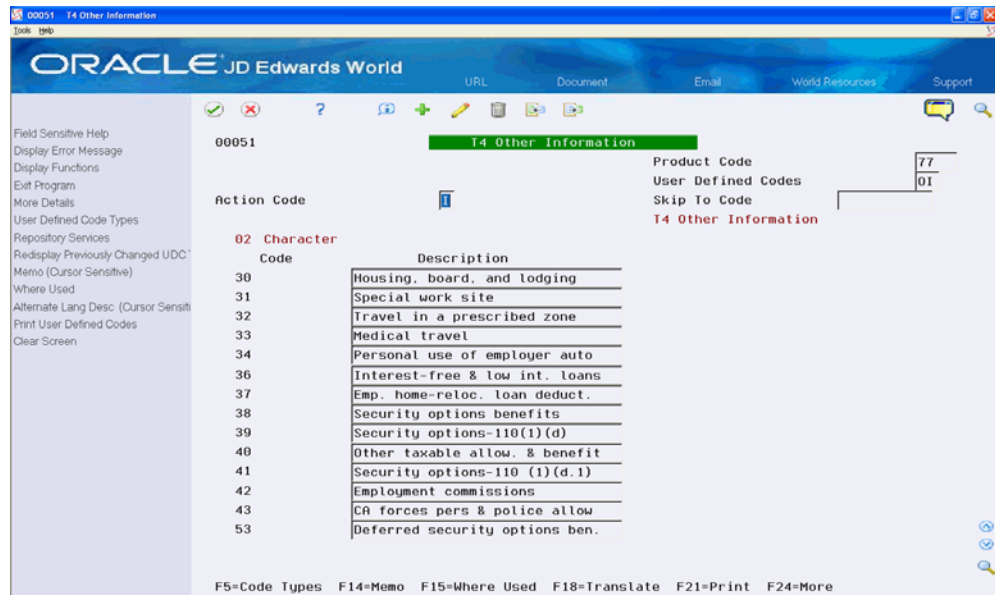 00051 T4 Other Information
Tools Help
ORACLE JD Edwards World
URL Document Email World Resources Support
Field Sensitive Help
Display Error Message
Display Functions
Exit Program
More Details
User Defined Code Types
Repository Services
Redisplay Previously Changed UDC
Memo (Cursor Sensitive)
Where Used
Alternate Lang Desc (Cursor Sensiti
Print User Defined Codes
Clear Screen
00051 T4 Other Information
Product Code 77
User Defined Codes OI
Action Code I Skip To Code
T4 Other Information
02 Character
Code Description
30 Housing, board, and lodging
31 Special work site
32 Travel in a prescribed zone
33 Medical travel
34 Personal use of employer auto
36 Interest-free & low int. loans
37 Emp. home-reloc. loan deduct.
38 Security options benefits
39 Security options-110(1)(d)
40 Other taxable allow. & benefit
41 Security options-110 (1)(d.1)
42 Employment commissions
43 CA forces pers & police allow
53 Deferred security options ben.
F5=Code Types F14=Memo F15=Where Used F18=Translate F21=Print F24=More